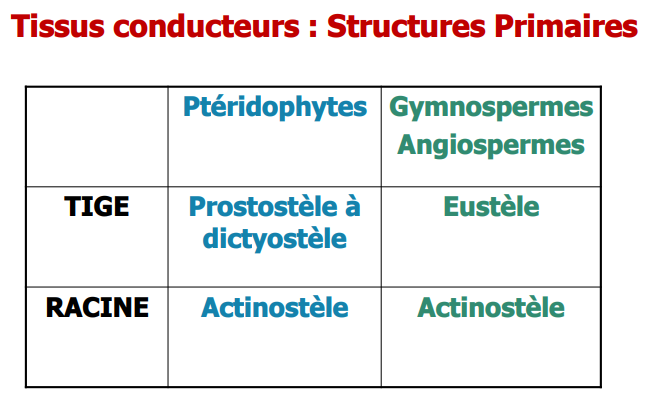 Tissus conducteurs : Structures Primaires
Ptéridophytes
Gymnospermes
Angiospermes
TIGE
Prostostèle à
dictyostèle
Eustèle
RACINE
Actinostèle
Actinostèle